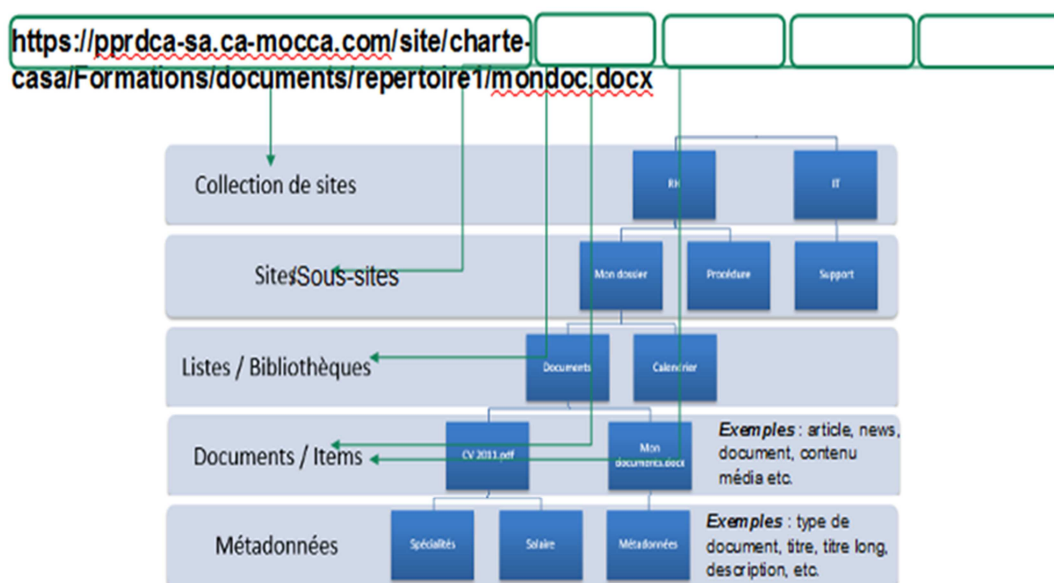 https://pprdca-sa.ca-mocca.com/site/charte-
casa/Formations/documents/repertoire1/mondoc.docx
Collection de sites
RH
IT
Sites/Sous-sites
Mon dossier
Procédure
Support
Listes / Bibliothèques
Documents
Calendrier
Documents / Items
CV 2011.pdf
Mon
documents.docx
Exemples : article, news,
document, contenu
média etc.
Métadonnées
Spécialités
Salaire
Métadonnées
Exemples : type de
document, titre, titre long,
description, etc.